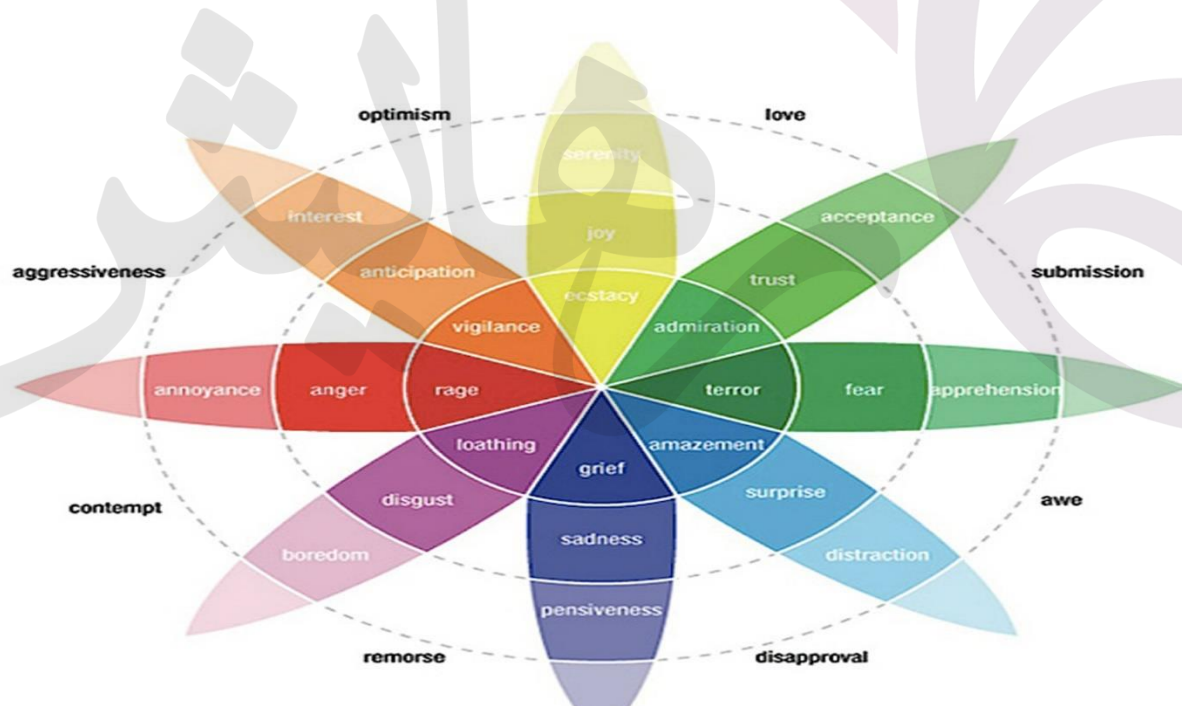 optimism love
serenity
interest acceptance
joy
aggressiveness anticipation trust submission
ecstacy
vigilance admiration
annoyance anger rage terror fear apprehension
loathing amazement
grief
contempt disgust surprise awe
sadness
boredom distraction
pensiveness
remorse disapproval